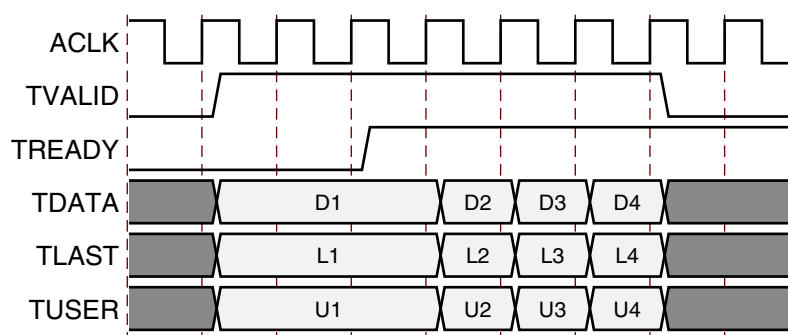 ACLK
TVALID
TREADY
TDATA D1 D2 D3 D4
TLAST L1 L2 L3 L4
TUSER U1 U2 U3 U4